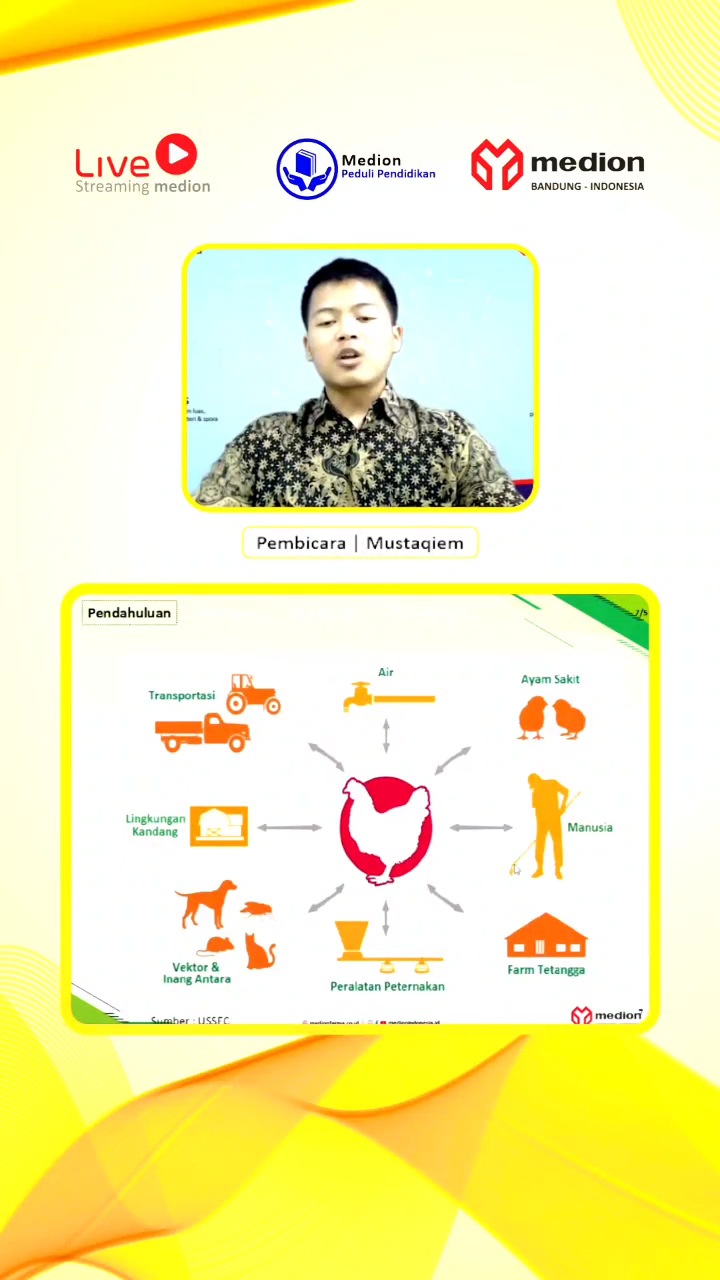 Live
Streaming medion
Medion
Peduli Pendidikan
medion
BANDUNG - INDONESIA
Pembicara | Mustaqiem
Pendahuluan
Transportasi
Air
Ayam Sakit
Lingkungan
Kandang
Manusia
Vektor &
Inang Antara
Peralatan Peternakan
Farm Tetangga
Sumber : USSEC
medion